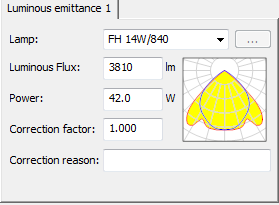 Luminous emittance 1
Lamp: FH 14W/840 ...
Luminous Flux: 3810 lm
Power: 42.0 W
Correction factor: 1.000
Correction reason: